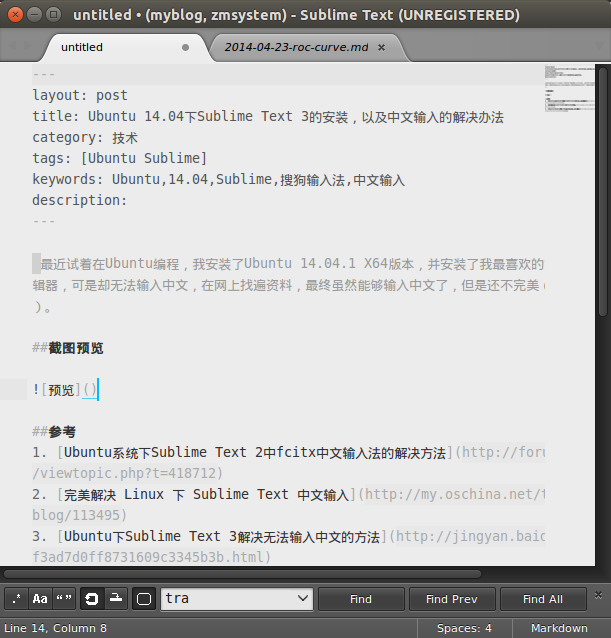 untitled • (myblog, zmsystem) - Sublime Text (UNREGISTERED)
untitled
2014-04-23-roc-curve.md
---
layout: post
title: Ubuntu 14.04下Sublime Text 3的安装，以及中文输入的解决办法
category: 技术
tags: [Ubuntu Sublime]
keywords: Ubuntu,14.04,Sublime,搜狗输入法,中文输入
description:
---
最近试着在Ubuntu编程，我安装了Ubuntu 14.04.1 X64版本，并安装了我最喜欢的
辑器，可是却无法输入中文，在网上找遍资料，最终虽然能够输入中文了，但是还不完美（
）。
##截图预览
![预览]()
##参考
1. [Ubuntu系统下Sublime Text 2中fcitx中文输入法的解决方法](http://foru
/viewtopic.php?t=418712)
2. [完美解决 Linux 下 Sublime Text 中文输入](http://my.oschina.net/t
blog/113495)
3. [Ubuntu下Sublime Text 3解决无法输入中文的方法](http://jingyan.baid
f3ad7d0ff8731609c3345b3b.html)
.* Aa “” tra Find Find Prev Find All
Line 14, Column 8 Spaces: 4 Markdown